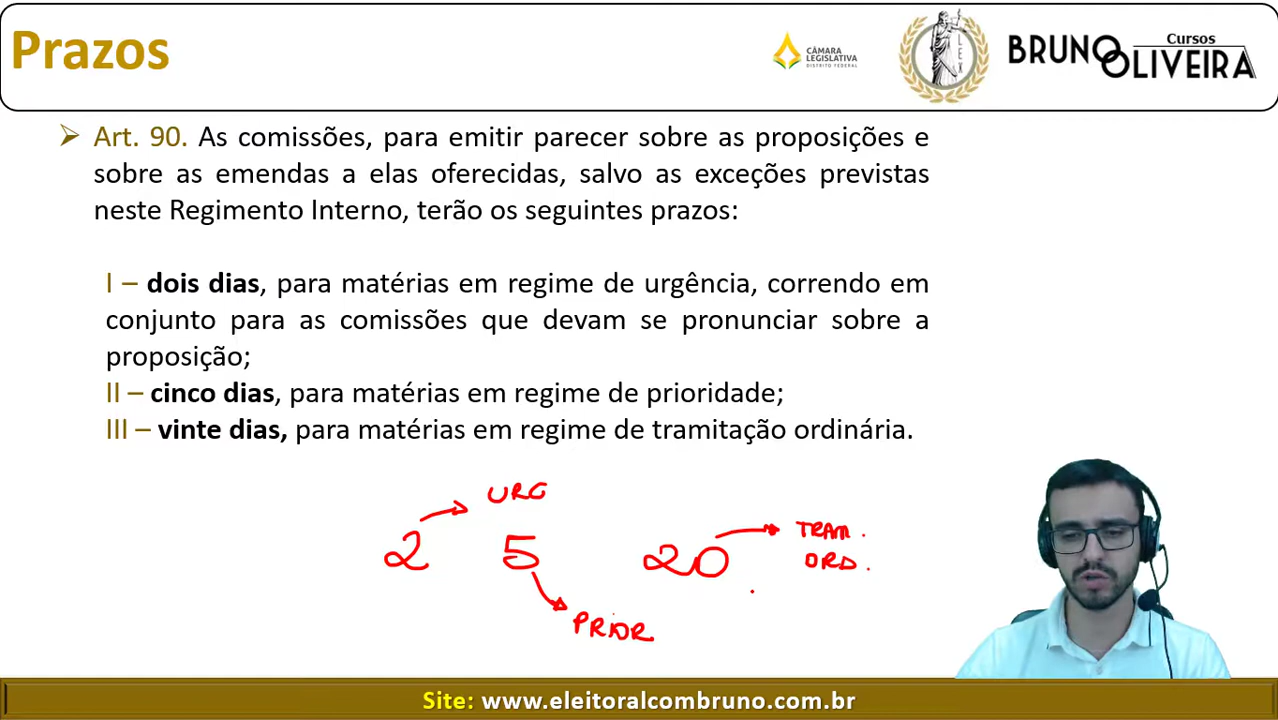 Prazos
CÂMARA
LEGISLATIVA
DISTRITO FEDERAL
LEX
Cursos
BRUNO
OLIVEIRA
Art. 90. As comissões, para emitir parecer sobre as proposições e
sobre as emendas a elas oferecidas, salvo as exceções previstas
neste Regimento Interno, terão os seguintes prazos:
I – dois dias, para matérias em regime de urgência, correndo em
conjunto para as comissões que devam se pronunciar sobre a
proposição;
II – cinco dias, para matérias em regime de prioridade;
III – vinte dias, para matérias em regime de tramitação ordinária.
URG
2 5 20
TRAM.
ORD.
PRIOR
Site: www.eleitoralcombruno.com.br